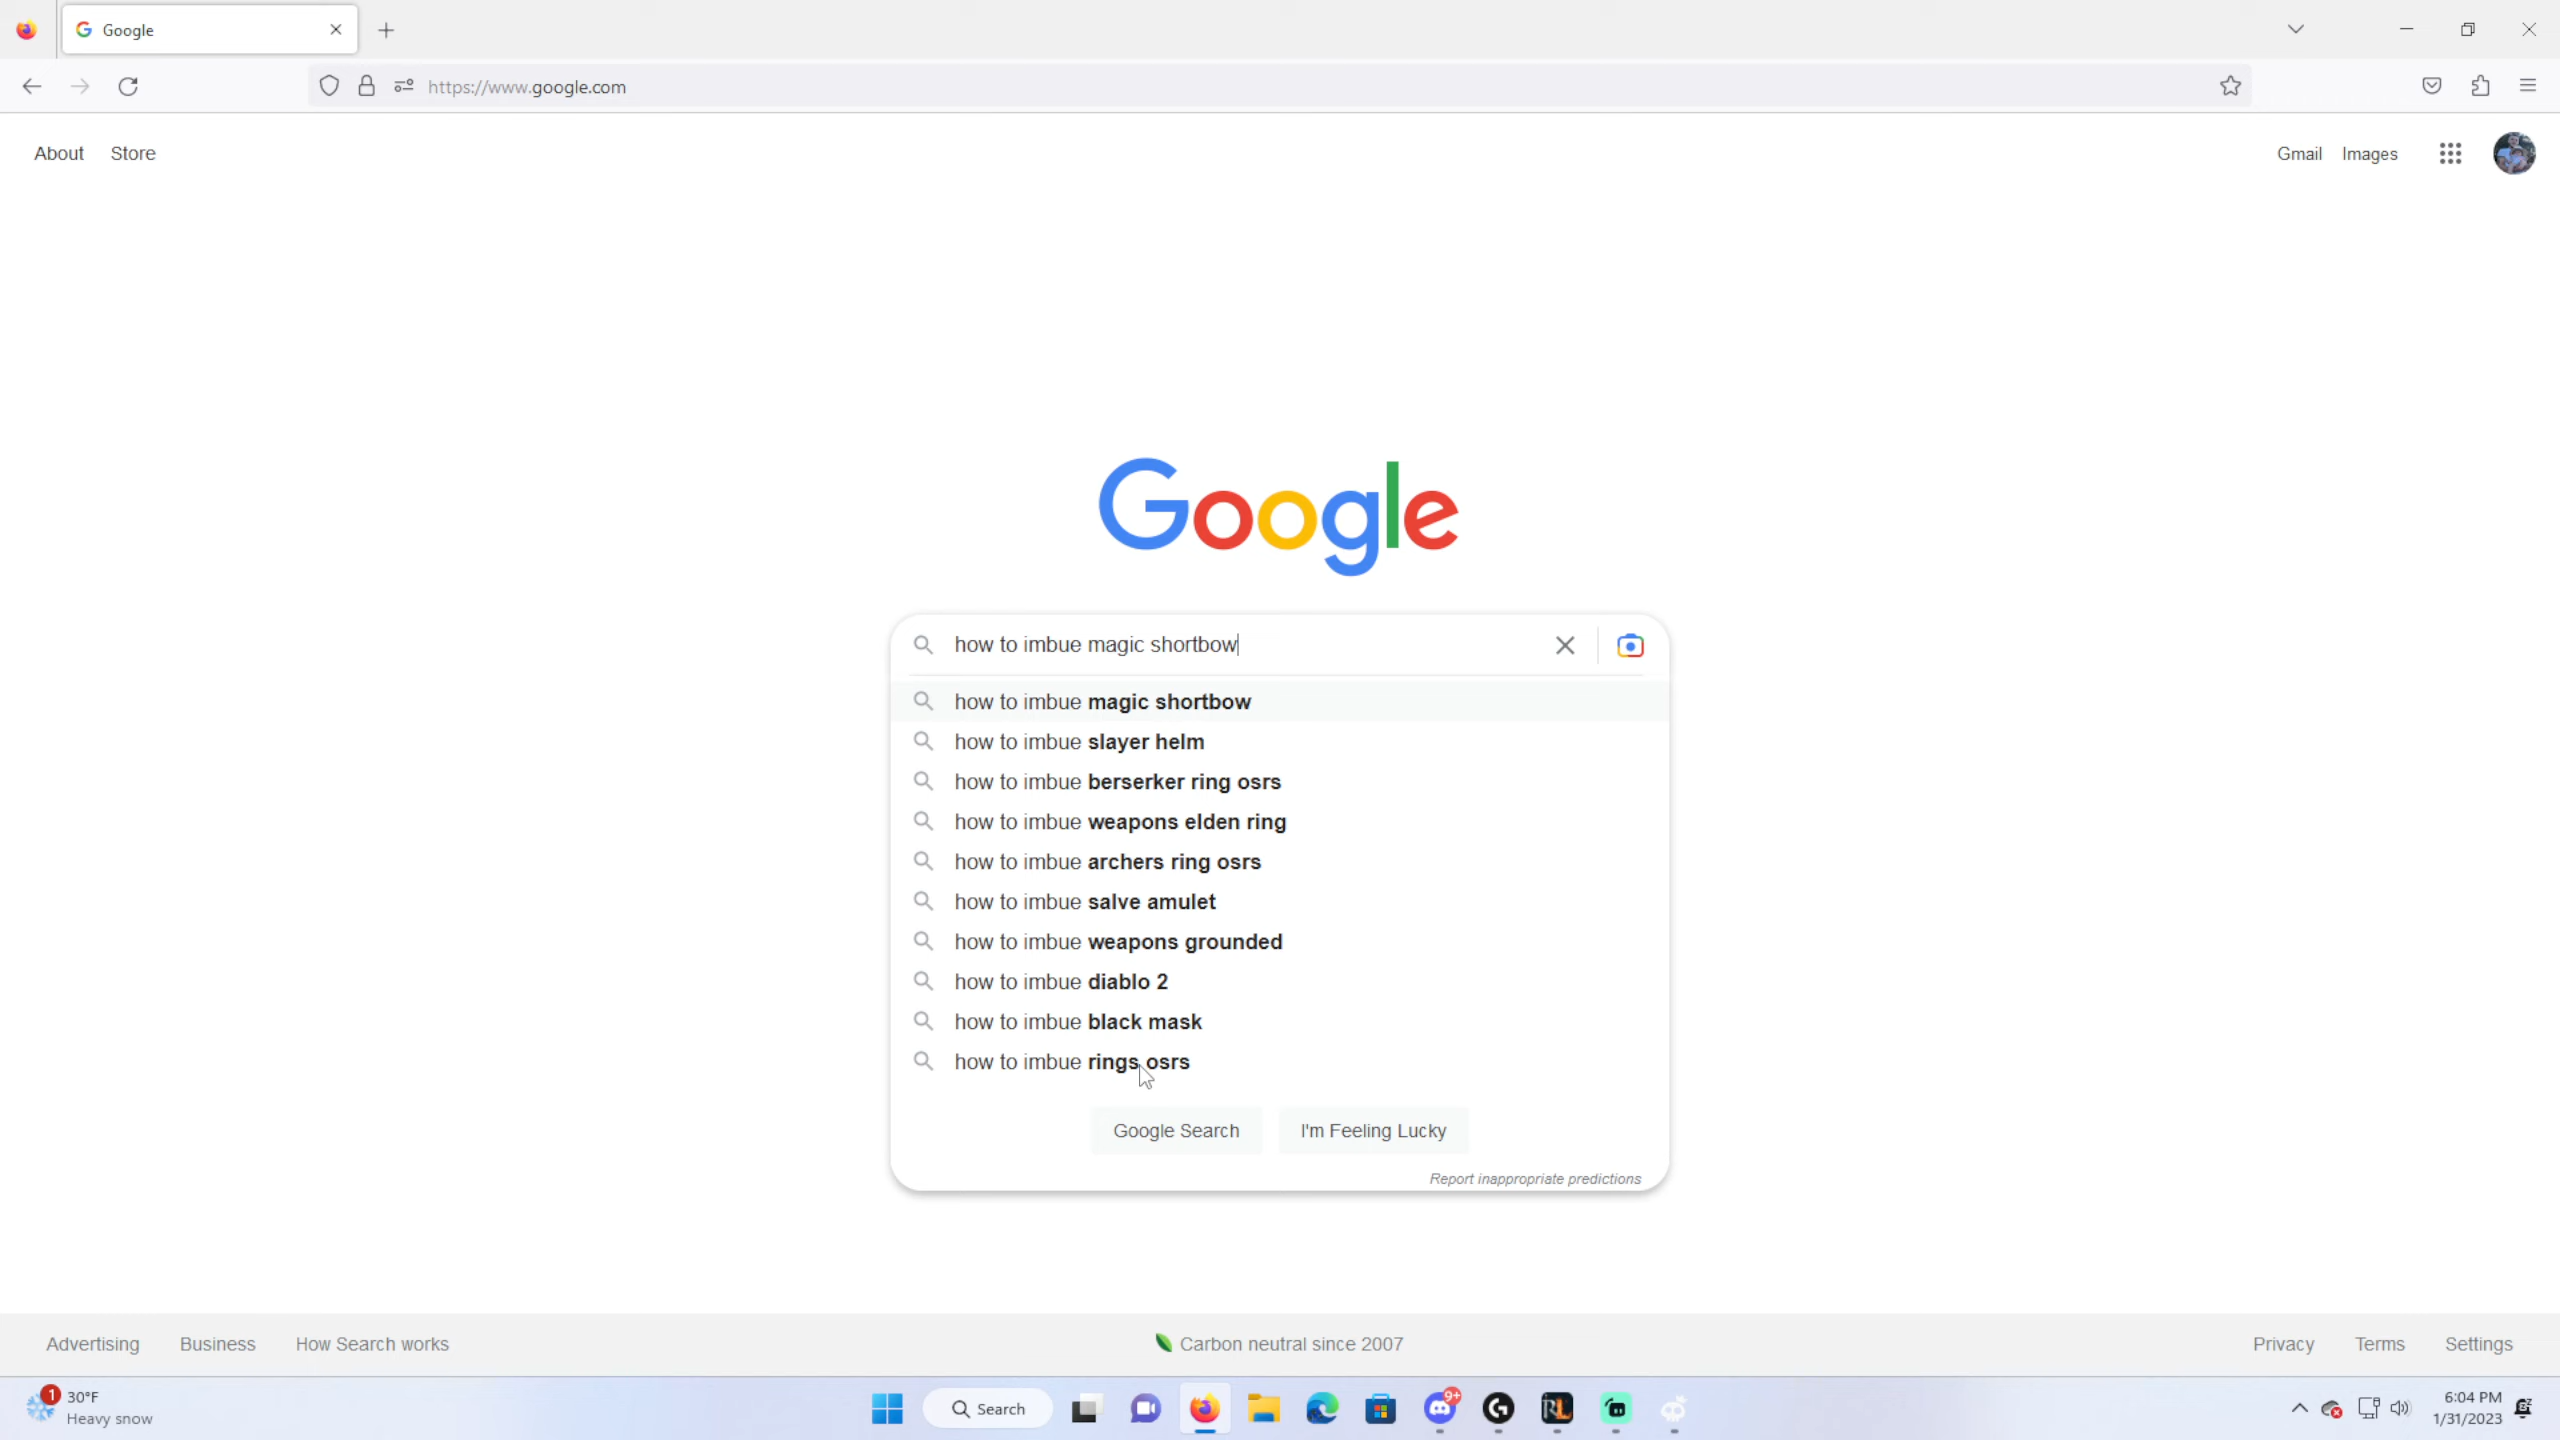 Google
https://www.google.com
About Store
Gmail Images
Google
how to imbue magic shortbow
how to imbue magic shortbow
how to imbue slayer helm
how to imbue berserker ring osrs
how to imbue weapons elden ring
how to imbue archers ring osrs
how to imbue salve amulet
how to imbue weapons grounded
how to imbue diablo 2
how to imbue black mask
how to imbue rings osrs
Google Search I'm Feeling Lucky
Report inappropriate predictions
Advertising Business How Search works Carbon neutral since 2007 Privacy Terms Settings
1 30°F
Heavy snow
Search
9+
RL
6:04 PM
1/31/2023